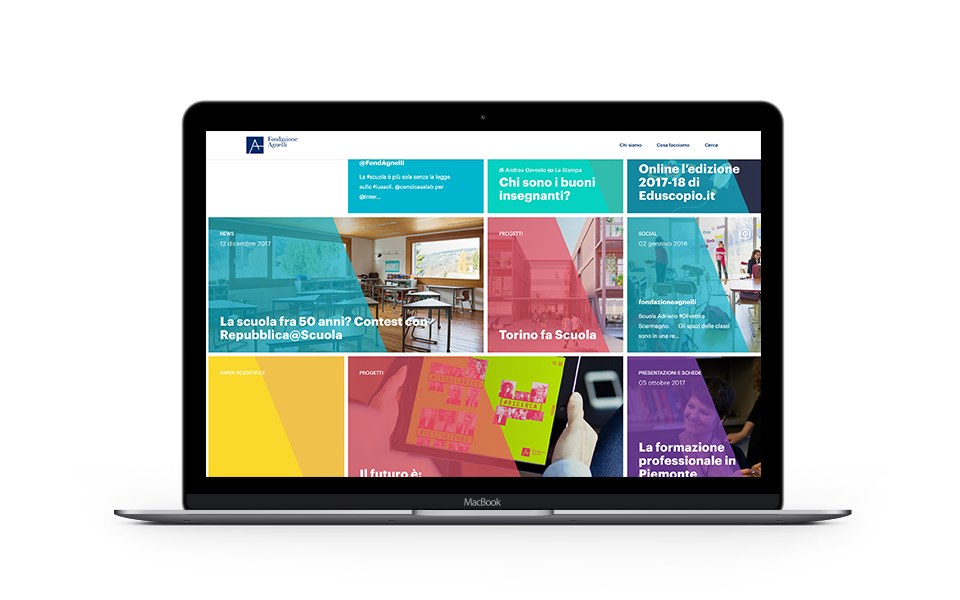 Fondazione
Agnelli
Chi siamo
Cosa facciamo
Cerca
@FondAgnelli
La #scuola è più sola senza la legge
sullo #iussoli. @cencicasalab per
@Inter...
di Andrea Gavosto su La Stampa
Chi sono i buoni
insegnanti?
Online l'edizione
2017-18 di
Eduscopio.it
NEWS
12 dicembre 2017
La scuola fra 50 anni? Contest con
Repubblica@Scuola
PROGETTI
Torino fa Scuola
SOCIAL
02 gennaio 2018
fondazioneagnelli
Scuola Adriano #Olivetti a
Scarmagno. Gli spazi delle classi
sono in una re...
PAPER SCIENTIFICI
PROGETTI
#TECNOLOGICA
#RICERCA
Il futuro è:
PRESENTAZIONI E SCHEDE
05 ottobre 2017
La formazione
professionale in
Piemonte
MacBook